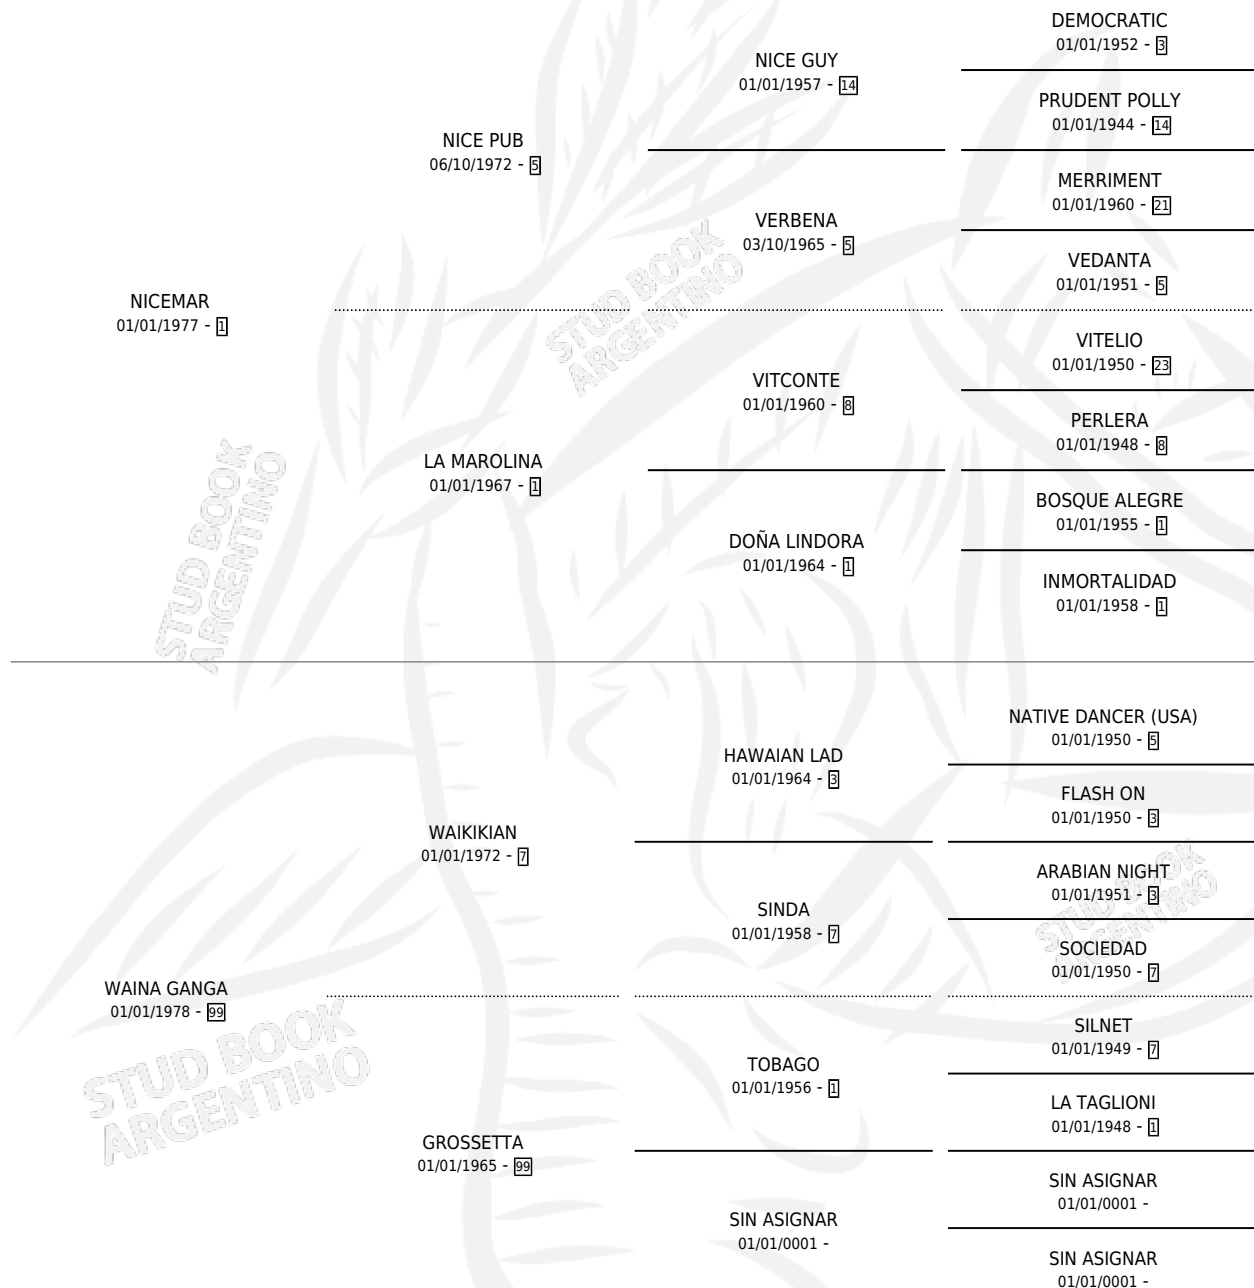 DEMOCRATIC
01/01/1952 - 3
NICE GUY
01/01/1957 - 14
PRUDENT POLLY
01/01/1944 - 14
NICE PUB
06/10/1972 - 5
MERRIMENT
01/01/1960 - 21
VERBENA
03/10/1965 - 5
VEDANTA
01/01/1951 - 5
NICEMAR
01/01/1977 - 1
VITELIO
01/01/1950 - 23
VITCONTE
01/01/1960 - 8
PERLERA
01/01/1948 - 8
LA MAROLINA
01/01/1967 - 1
BOSQUE ALEGRE
01/01/1955 - 1
DOÑA LINDORA
01/01/1964 - 1
INMORTALIDAD
01/01/1958 - 1
NATIVE DANCER (USA)
01/01/1950 - 5
HAWAIAN LAD
01/01/1964 - 3
FLASH ON
01/01/1950 - 3
WAIKIKIAN
01/01/1972 - 7
ARABIAN NIGHT
01/01/1951 - 3
SINDA
01/01/1958 - 7
SOCIEDAD
01/01/1950 - 7
WAINA GANGA
01/01/1978 - 99
SILNET
01/01/1949 - 7
TOBAGO
01/01/1956 - 1
LA TAGLIONI
01/01/1948 - 1
GROSSETTA
01/01/1965 - 99
SIN ASIGNAR
01/01/0001 -
SIN ASIGNAR
01/01/0001 -
SIN ASIGNAR
01/01/0001 -
STUD BOOK
ARGENTINO
STUD BOOK
ARGENTINO
STUD BOOK
ARGENTINO
STUD BOOK
ARGENTINO